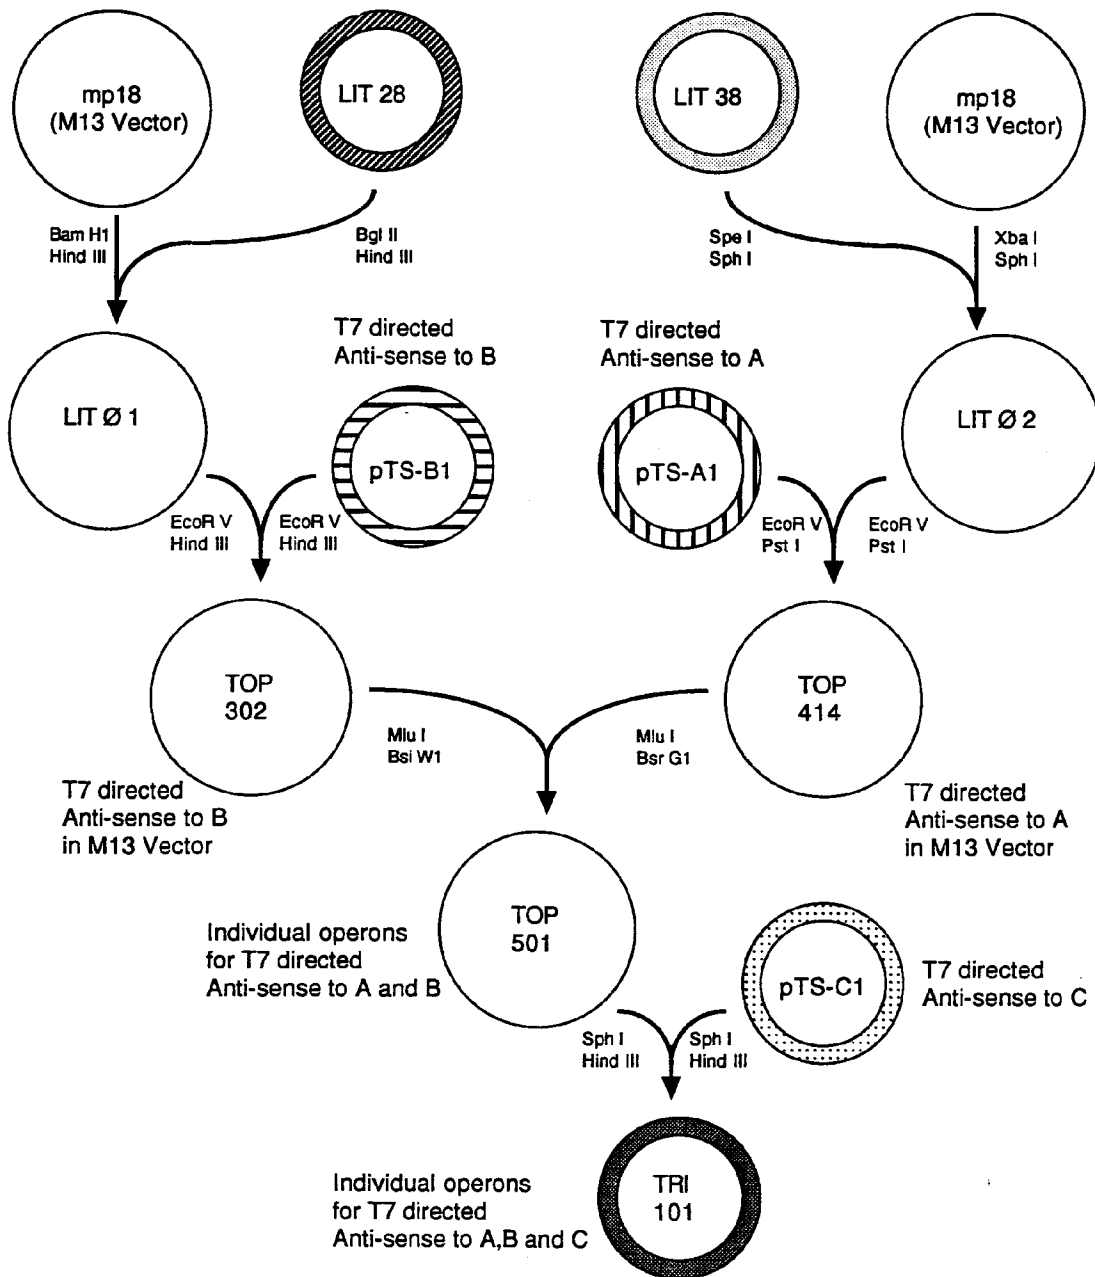 mp18
(M13 Vector)
LIT 28
LIT 38
mp18
(M13 Vector)
Bam H1
Hind III
Bgl II
Hind III
Spe I
Sph I
Xba I
Sph I
T7 directed
Anti-sense to B
T7 directed
Anti-sense to A
LIT Ø 1
pTS-B1
pTS-A1
LIT Ø 2
EcoR V
Hind III
EcoR V
Hind III
EcoR V
Pst I
EcoR V
Pst I
TOP
302
TOP
414
Mlu I
Bsi W1
Mlu I
Bsr G1
T7 directed
Anti-sense to B
in M13 Vector
T7 directed
Anti-sense to A
in M13 Vector
TOP
501
Individual operons
for T7 directed
Anti-sense to A and B
pTS-C1
T7 directed
Anti-sense to C
Sph I
Hind III
Sph I
Hind III
TRI
101
Individual operons
for T7 directed
Anti-sense to A,B and C